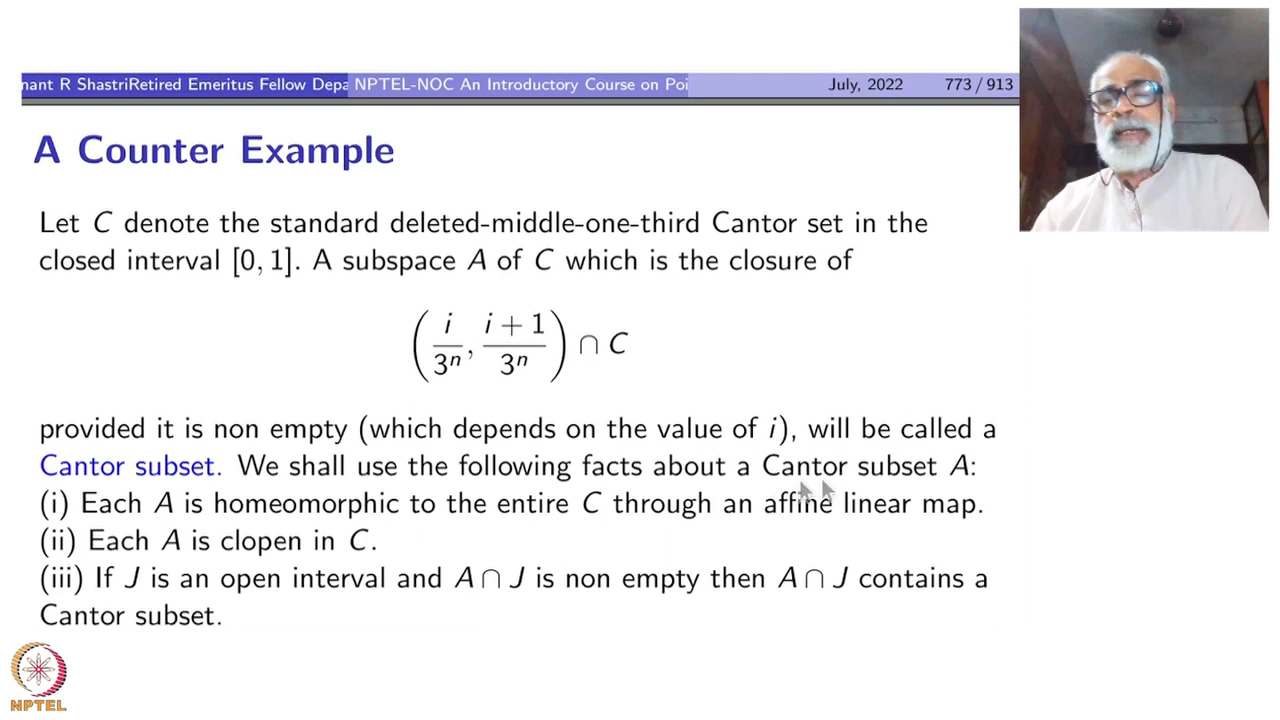 nant R ShastriRetired Emeritus Fellow Depa NPTEL-NOC An Introductory Course on Poi July, 2022 773 / 913
A Counter Example
Let C denote the standard deleted-middle-one-third Cantor set in the
closed interval [0, 1]. A subspace A of C which is the closure of
(i/3ⁿ, (i + 1)/3ⁿ) ∩ C
provided it is non empty (which depends on the value of i), will be called a
Cantor subset. We shall use the following facts about a Cantor subset A:
(i) Each A is homeomorphic to the entire C through an affine linear map.
(ii) Each A is clopen in C.
(iii) If J is an open interval and A ∩ J is non empty then A ∩ J contains a
Cantor subset.
NPTEL